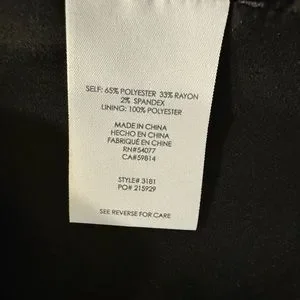 SELF: 65% POLYESTER 33% RAYON
2% SPANDEX
LINING: 100% POLYESTER
MADE IN CHINA
HECHO EN CHINA
FABRIQUÉ EN CHINE
RN#54077
CA#59814
STYLE# 3181
PO# 215929
SEE REVERSE FOR CARE